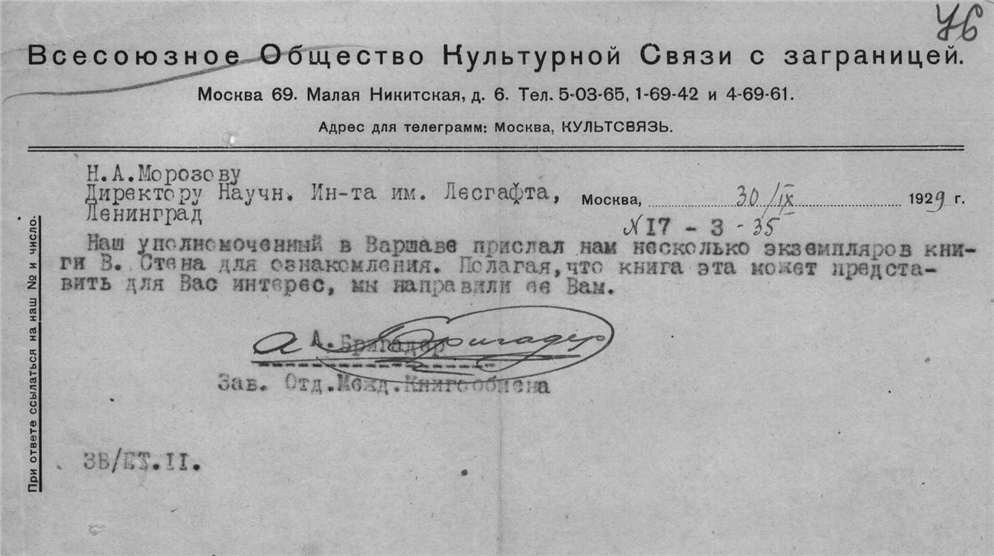 76
Всесоюзное Общество Культурной Связи с заграницей.
Москва 69. Малая Никитская, д. 6. Тел. 5-03-65, 1-69-42 и 4-69-61.
Адрес для телеграмм: Москва, КУЛЬТСВЯЗЬ.
Н.А.Морозову
Директору Научн. Ин-та им. Лесгафта,
Ленинград
Москва, 30/IX 1929 г.
N 17 - 3 - 35
Наш уполномоченный в Варшаве прислал нам несколько экземпляров кни-
ги В. Стена для ознакомления. Полагая,что книга эта может предста-
вить для Вас интерес, мы направили ее Вам.
А. Бригадер
А. Бригадер
Зав. Отд.Межд.Книгообмена
ЗВ/ЕТ.II.
При ответе ссылаться на наш № и число.